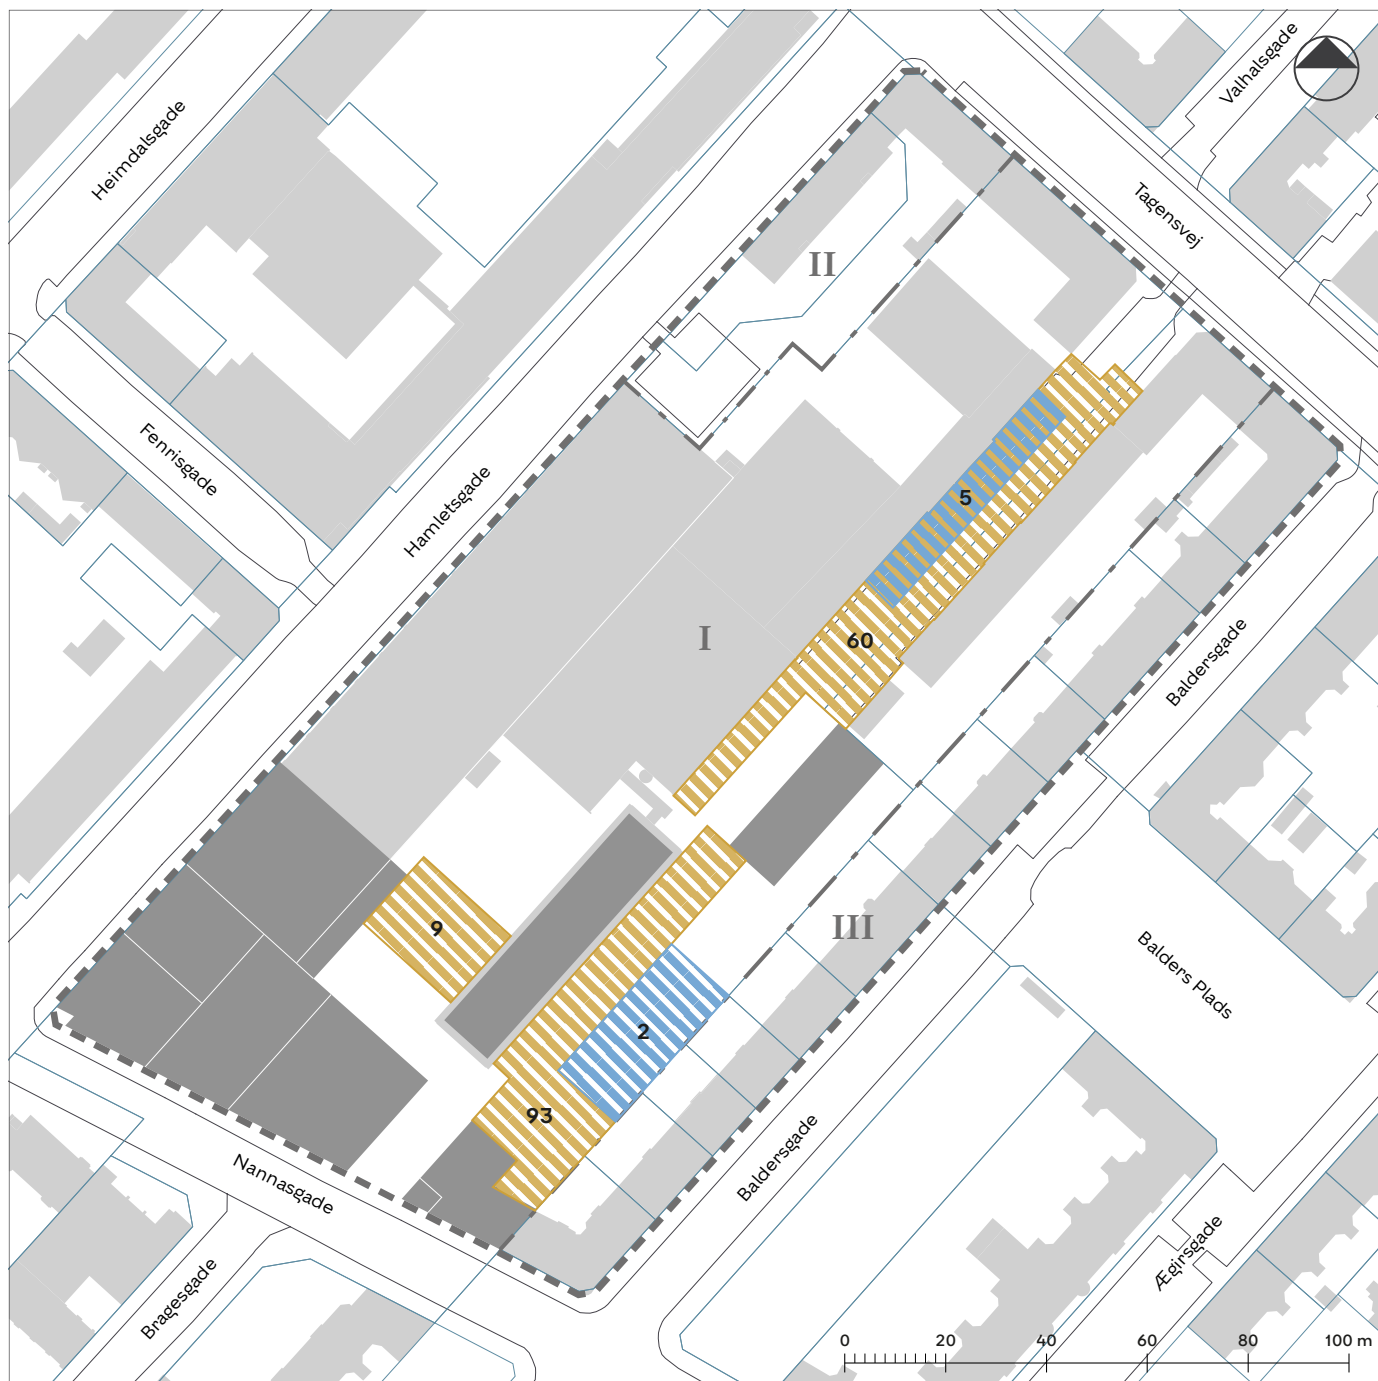 Valhalsgade
Heimdalsgade
Tagensvej
II
Fenrisgade
Hamletsgade
5
60
I
Baldersgade
9
III
Balders Plads
2
93
Nannasgade
Baldersgade
Ægirsgade
Bragesgade
0 20 40 60 80 100 m